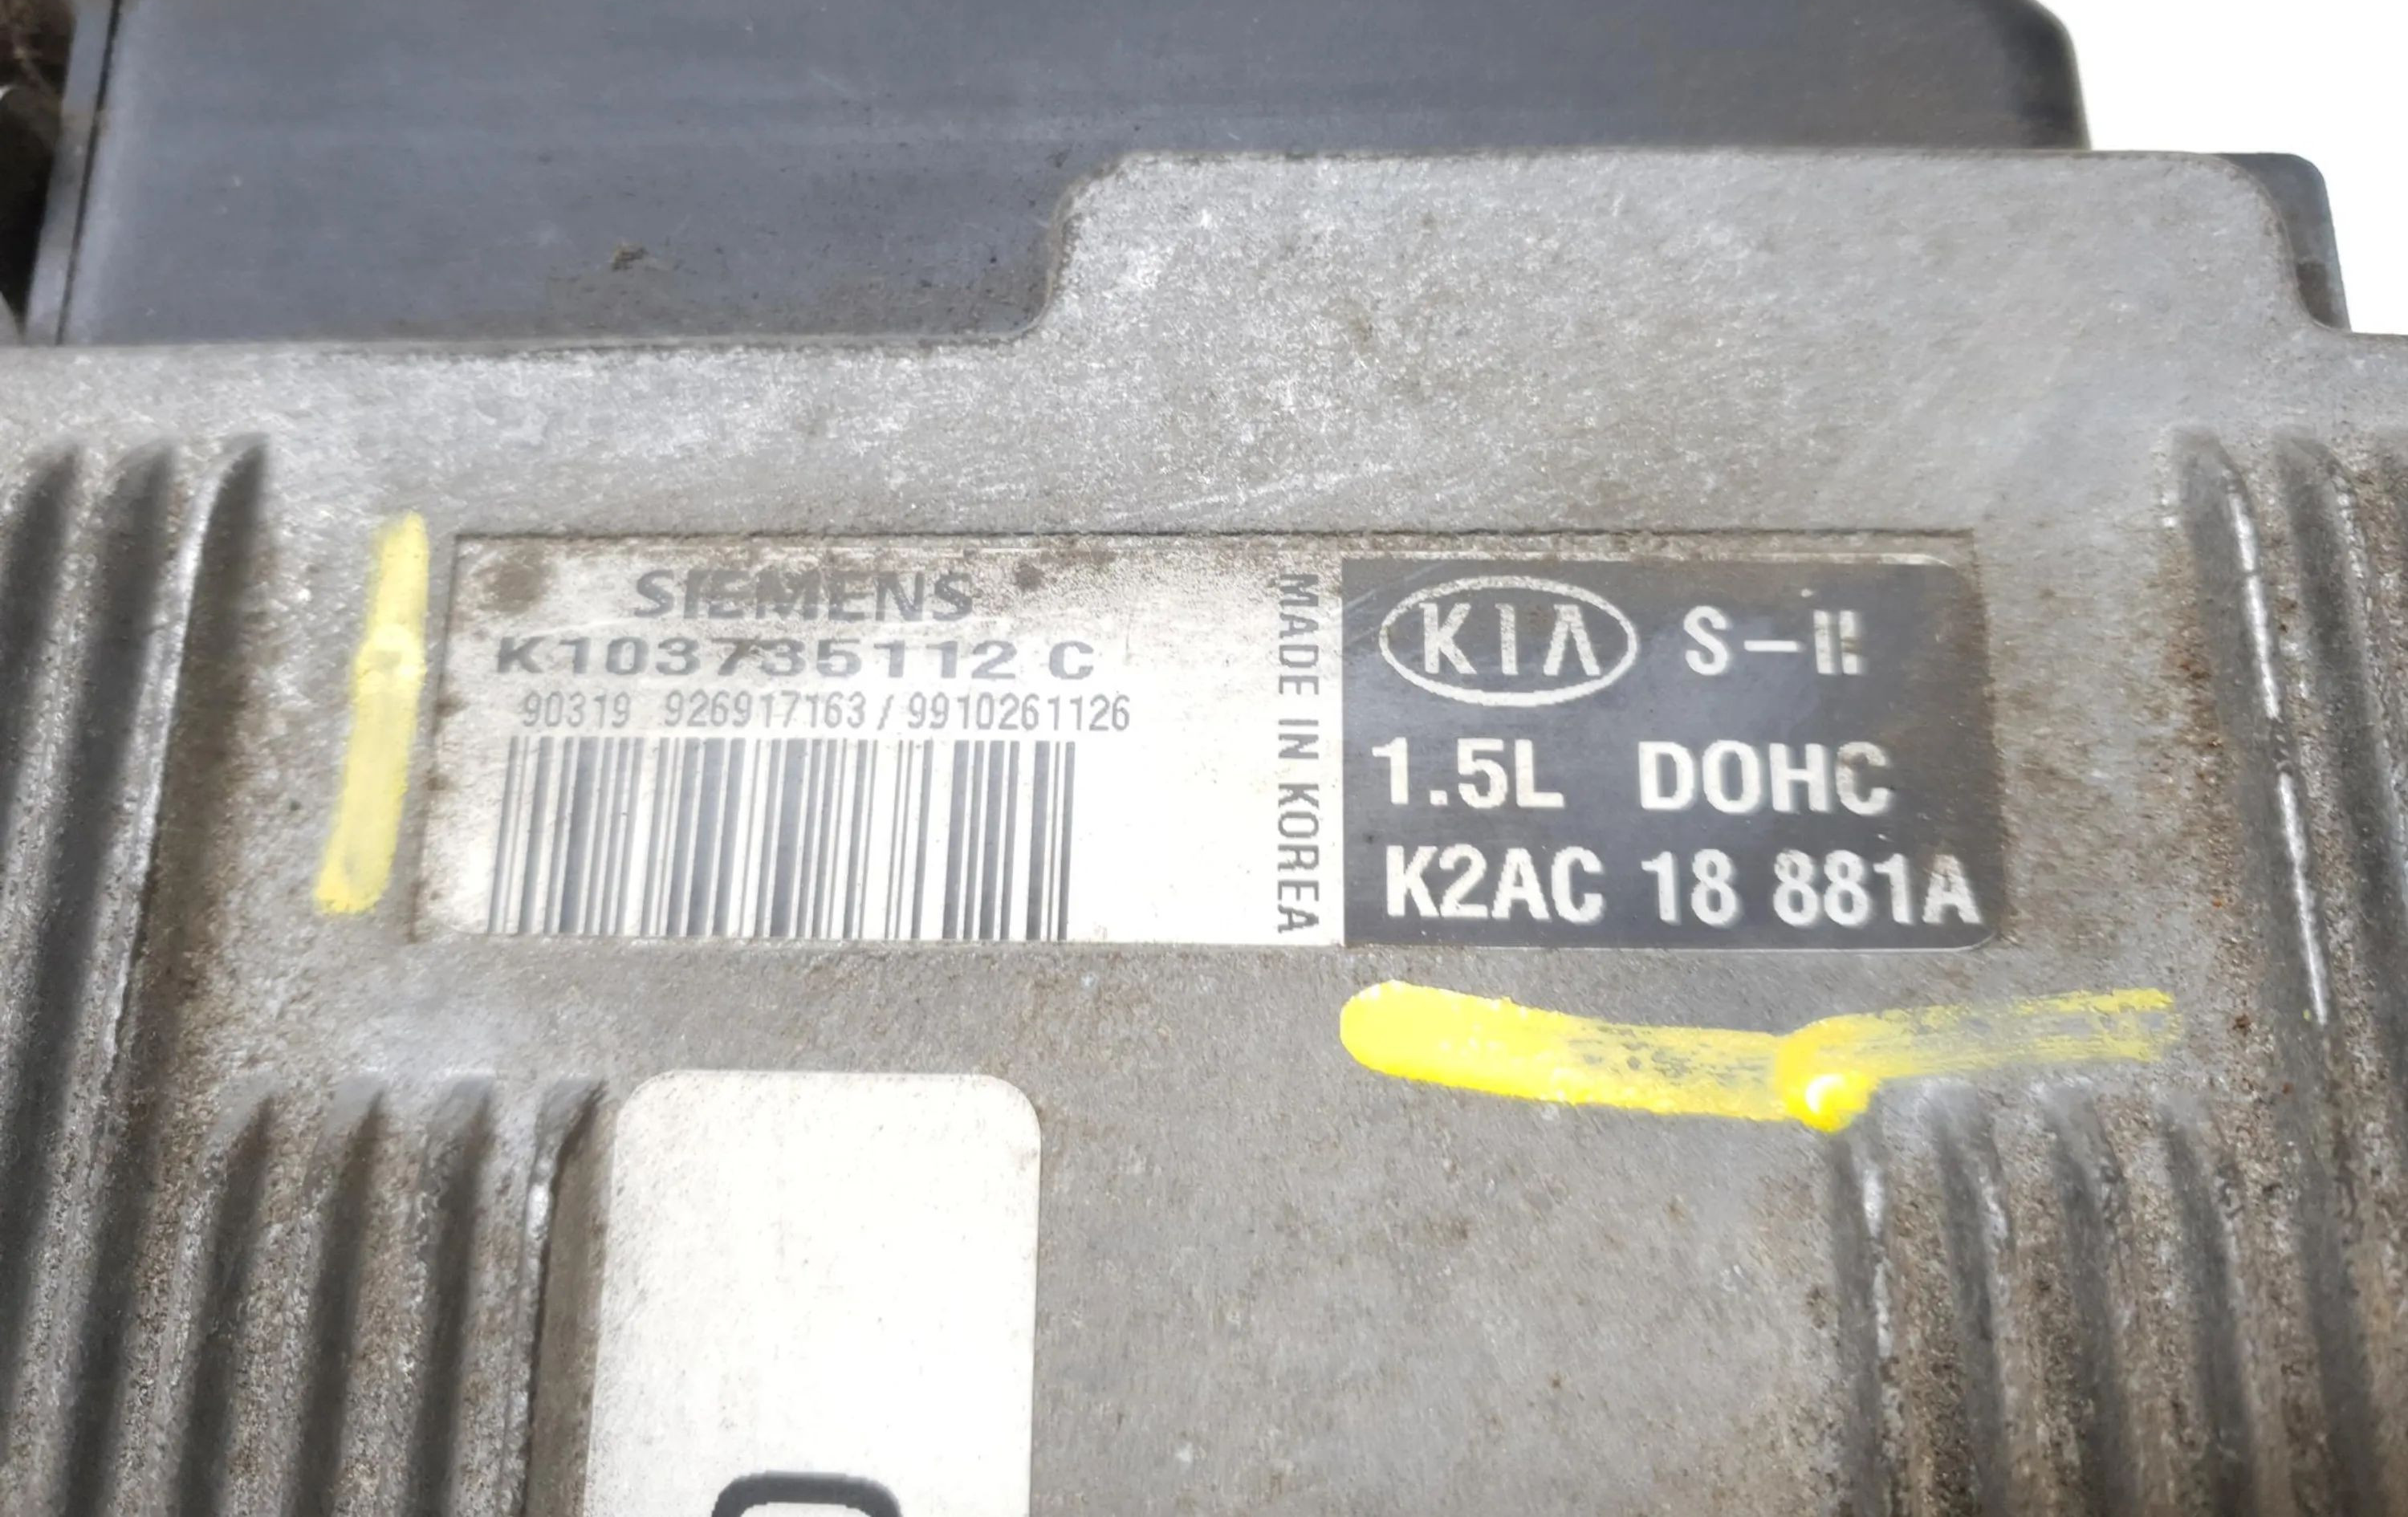 SIEMENS
K103735112 C
90319 926917163 / 9910261126
MADE IN KOREA
KIA S-II
1.5L DOHC
K2AC 18 881A